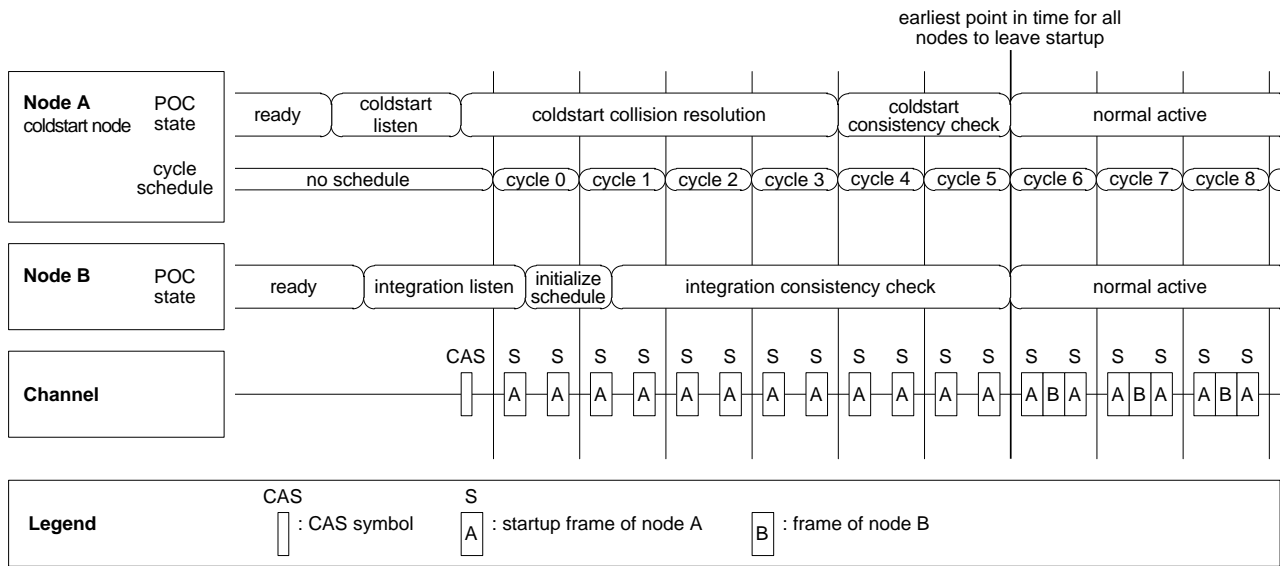 earliest point in time for all
nodes to leave startup
Node A
coldstart node
POC
state
ready
coldstart
listen
coldstart collision resolution
coldstart
consistency check
normal active
cycle
schedule
no schedule
cycle 0
cycle 1
cycle 2
cycle 3
cycle 4
cycle 5
cycle 6
cycle 7
cycle 8
Node B
POC
state
ready
integration listen
initialize
schedule
integration consistency check
normal active
CAS S S S S S S S S S S S S S S S S S S
Channel
A A A A A A A A A A A A A B A A B A A B A
CAS S
Legend
: CAS symbol
A : startup frame of node A
B : frame of node B